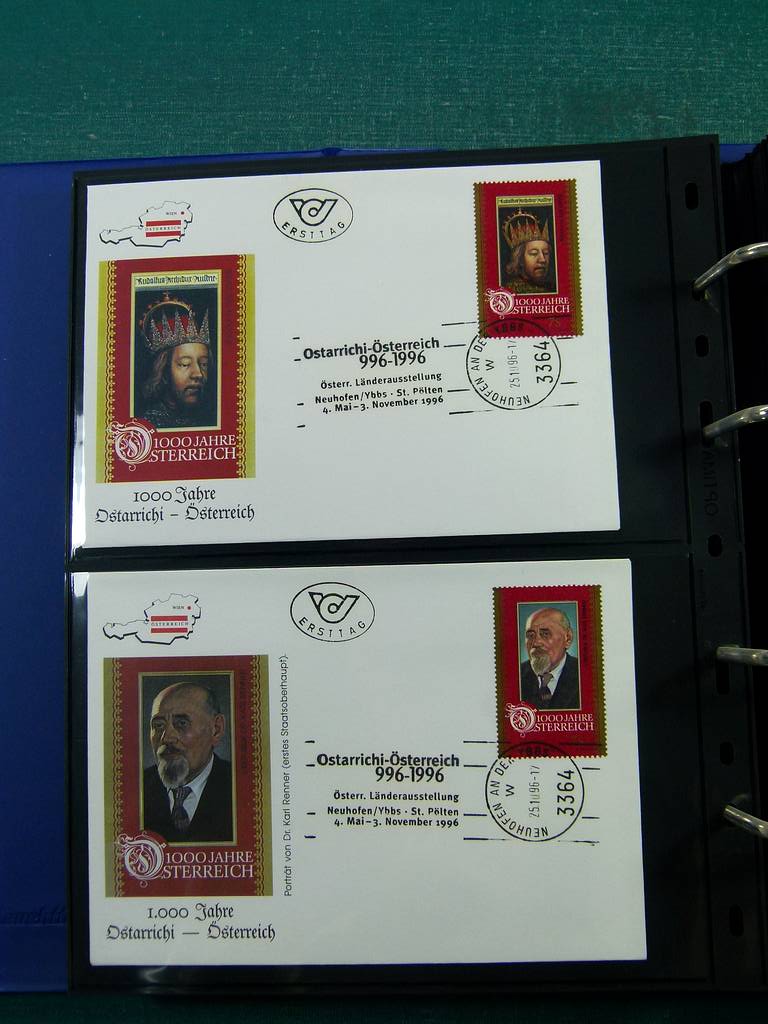 WIEN
ÖSTERREICH
ERSTTAG
Rudolfus Archidux Austrie
1000 JAHRE
ÖSTERREICH
1000 Jahre
Ostarrichi – Österreich
1000 JAHRE
ÖSTERREICH
Ostarrichi-Österreich
996-1996
Österr. Länderausstellung
Neuhofen/Ybbs · St. Pölten
4. Mai – 3. November 1996
NEUHOFEN AN DER YBBS
W
3364
WIEN
ÖSTERREICH
ERSTTAG
1000 JAHRE
ÖSTERREICH
Porträt von Dr. Karl Renner (erstes Staatsoberhaupt).
1.000 Jahre
Ostarrichi — Österreich
1000 JAHRE
ÖSTERREICH
Ostarrichi-Österreich
996-1996
Österr. Länderausstellung
Neuhofen/Ybbs · St. Pölten
4. Mai – 3. November 1996
NEUHOFEN AN DER YBBS
W
3364